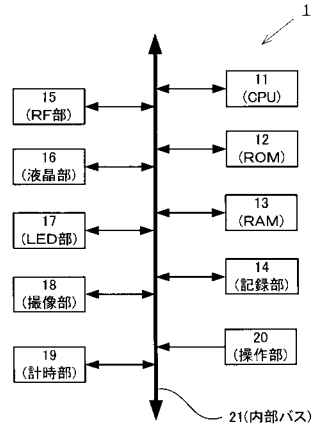 1
15
(RF部)
16
(液晶部)
17
(LED部)
18
(撮像部)
19
(計時部)
11
(CPU)
12
(ROM)
13
(RAM)
14
(記録部)
20
(操作部)
21(内部バス)